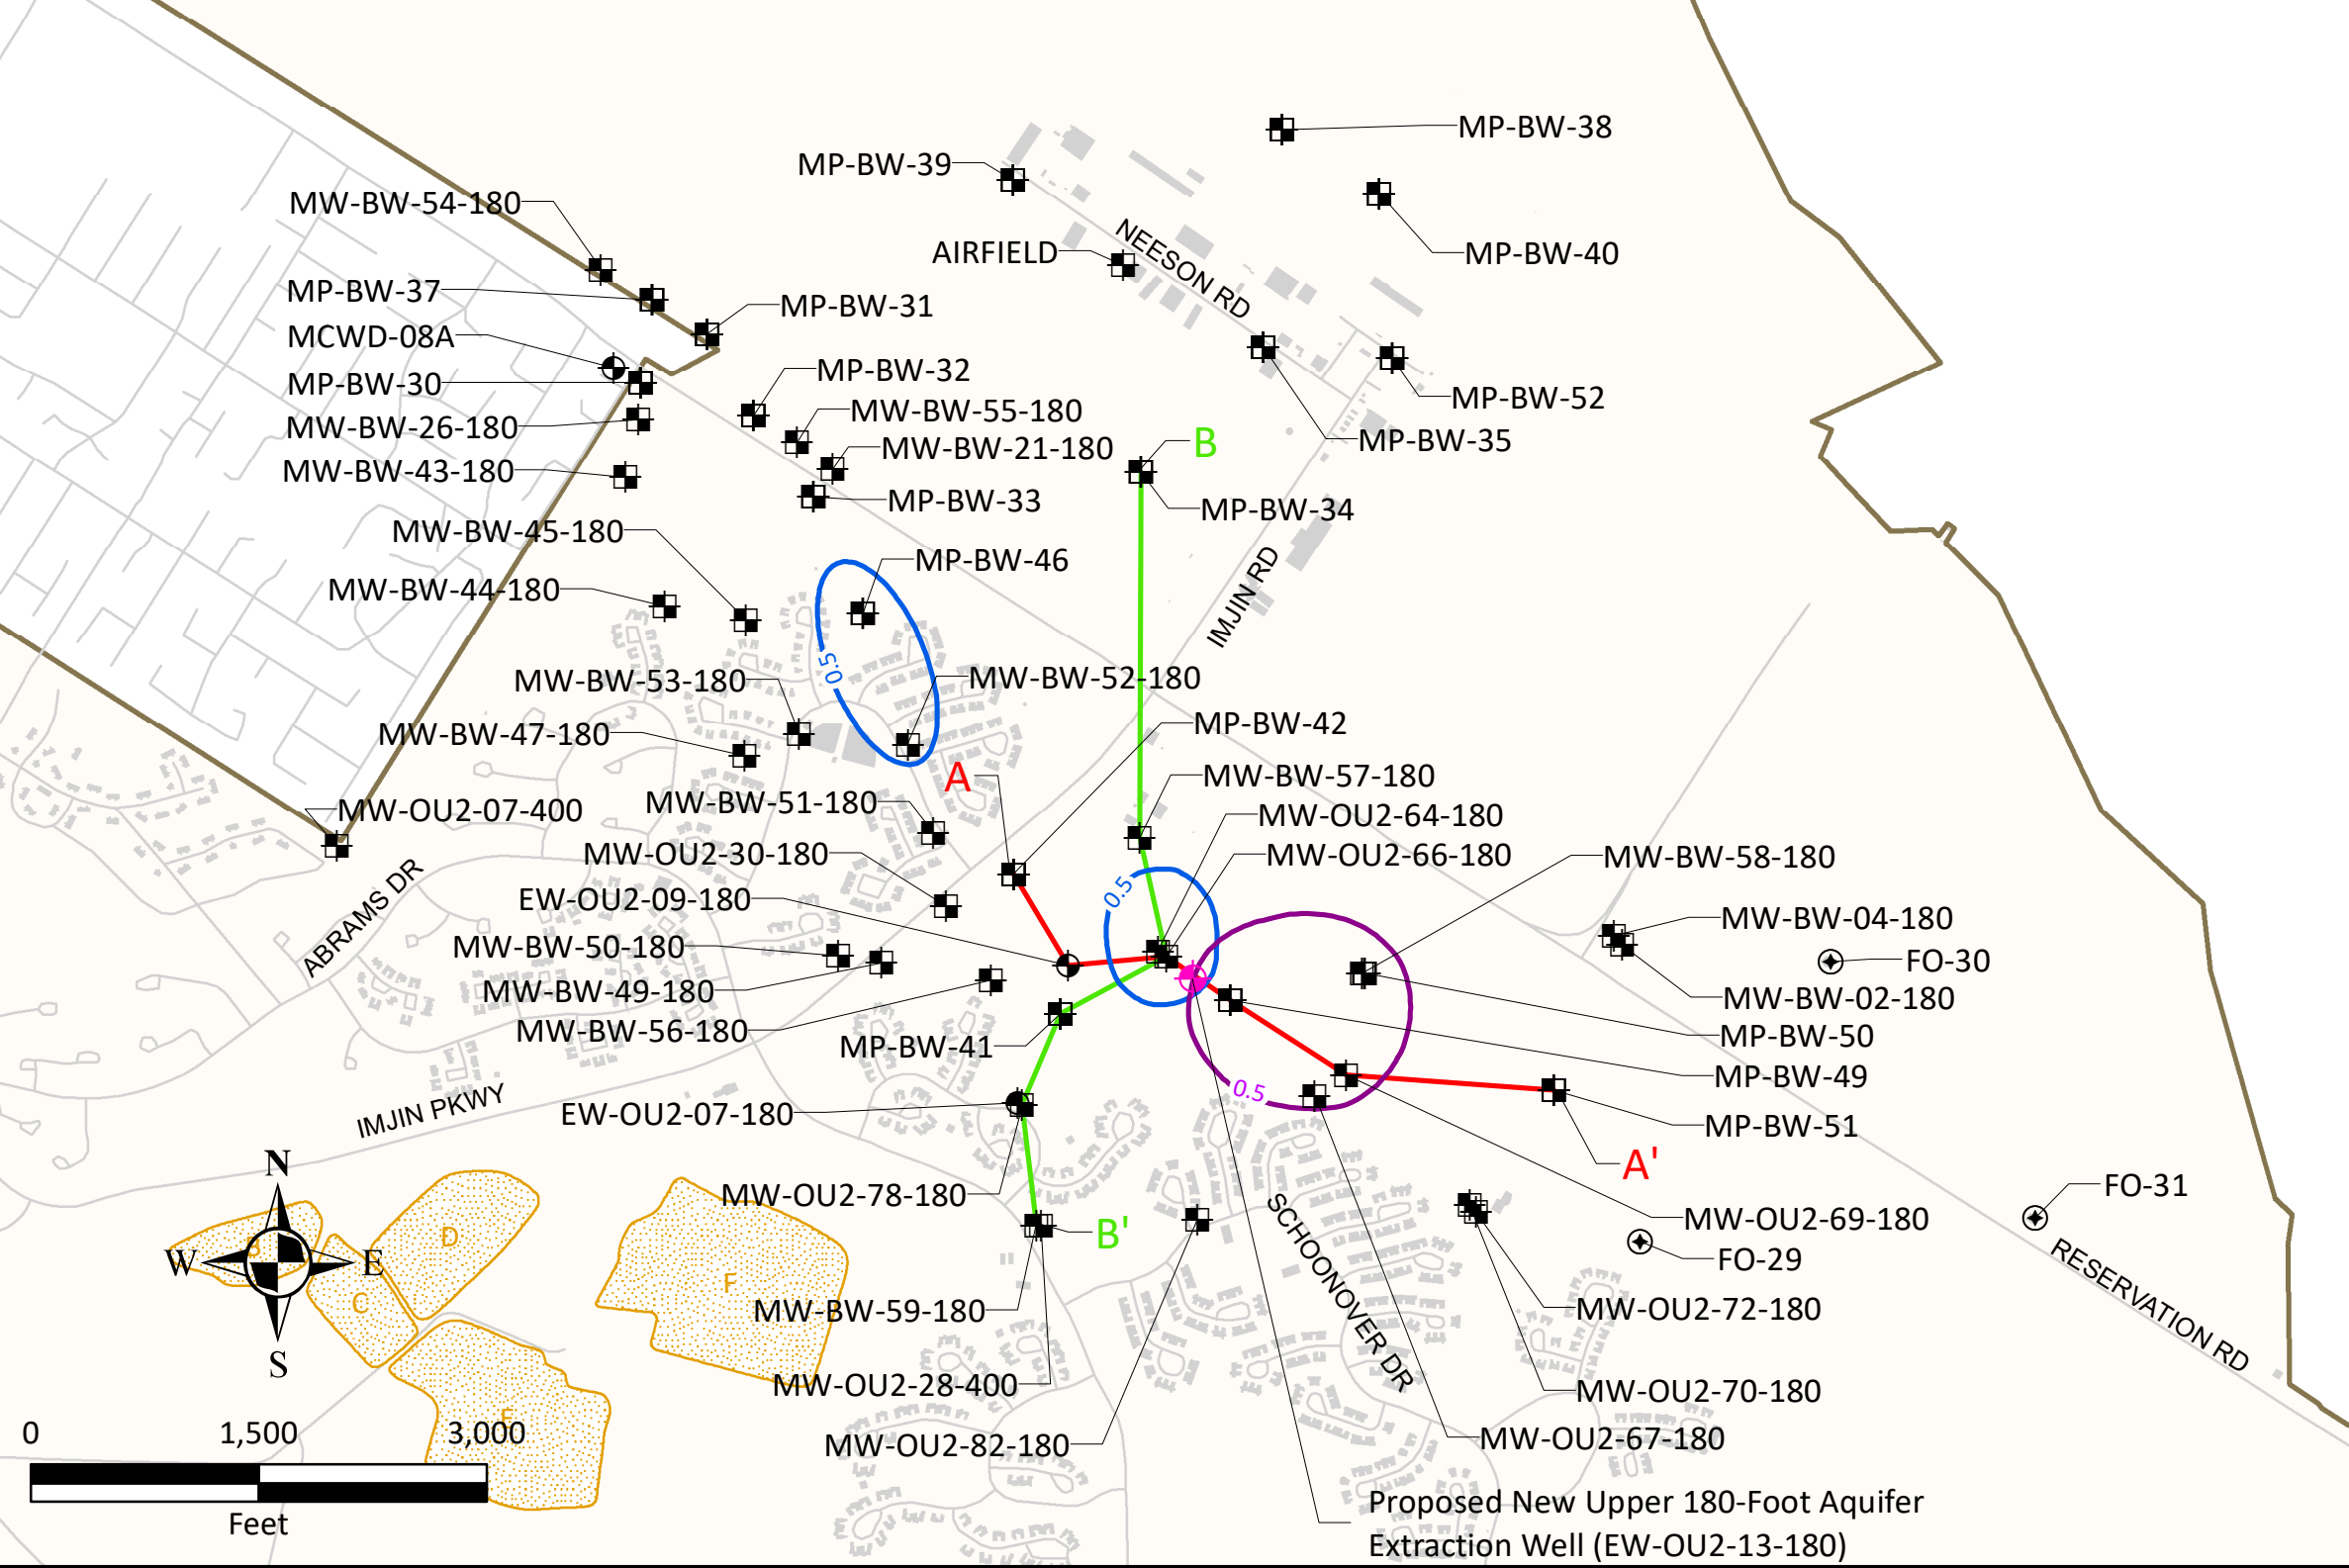 MP-BW-38
MP-BW-39
MW-BW-54-180
NEESON RD
AIRFIELD
MP-BW-40
MP-BW-37
MP-BW-31
MCWD-08A
MP-BW-32
MP-BW-30
MP-BW-52
MW-BW-55-180
MW-BW-26-180
MP-BW-35
B
MW-BW-21-180
MW-BW-43-180
MP-BW-33
MP-BW-34
MW-BW-45-180
MP-BW-46
IMJIN RD
MW-BW-44-180
0.5
MW-BW-53-180
MW-BW-52-180
MP-BW-42
MW-BW-47-180
A
MW-BW-57-180
MW-BW-51-180
MW-OU2-07-400
MW-OU2-64-180
MW-OU2-30-180
MW-OU2-66-180
MW-BW-58-180
0.5
EW-OU2-09-180
ABRAMS DR
MW-BW-04-180
MW-BW-50-180
FO-30
MW-BW-49-180
MW-BW-02-180
MW-BW-56-180
MP-BW-50
MP-BW-41
MP-BW-49
0.5
IMJIN PKWY
EW-OU2-07-180
MP-BW-51
A'
N
MW-OU2-78-180
FO-31
MW-OU2-69-180
B'
SCHOONOVER DR
B
D
W
E
FO-29
F
C
RESERVATION RD
MW-BW-59-180
MW-OU2-72-180
S
MW-OU2-28-400
MW-OU2-70-180
E
0 1,500 3,000
MW-OU2-82-180
MW-OU2-67-180
Feet
Proposed New Upper 180-Foot Aquifer
Extraction Well (EW-OU2-13-180)